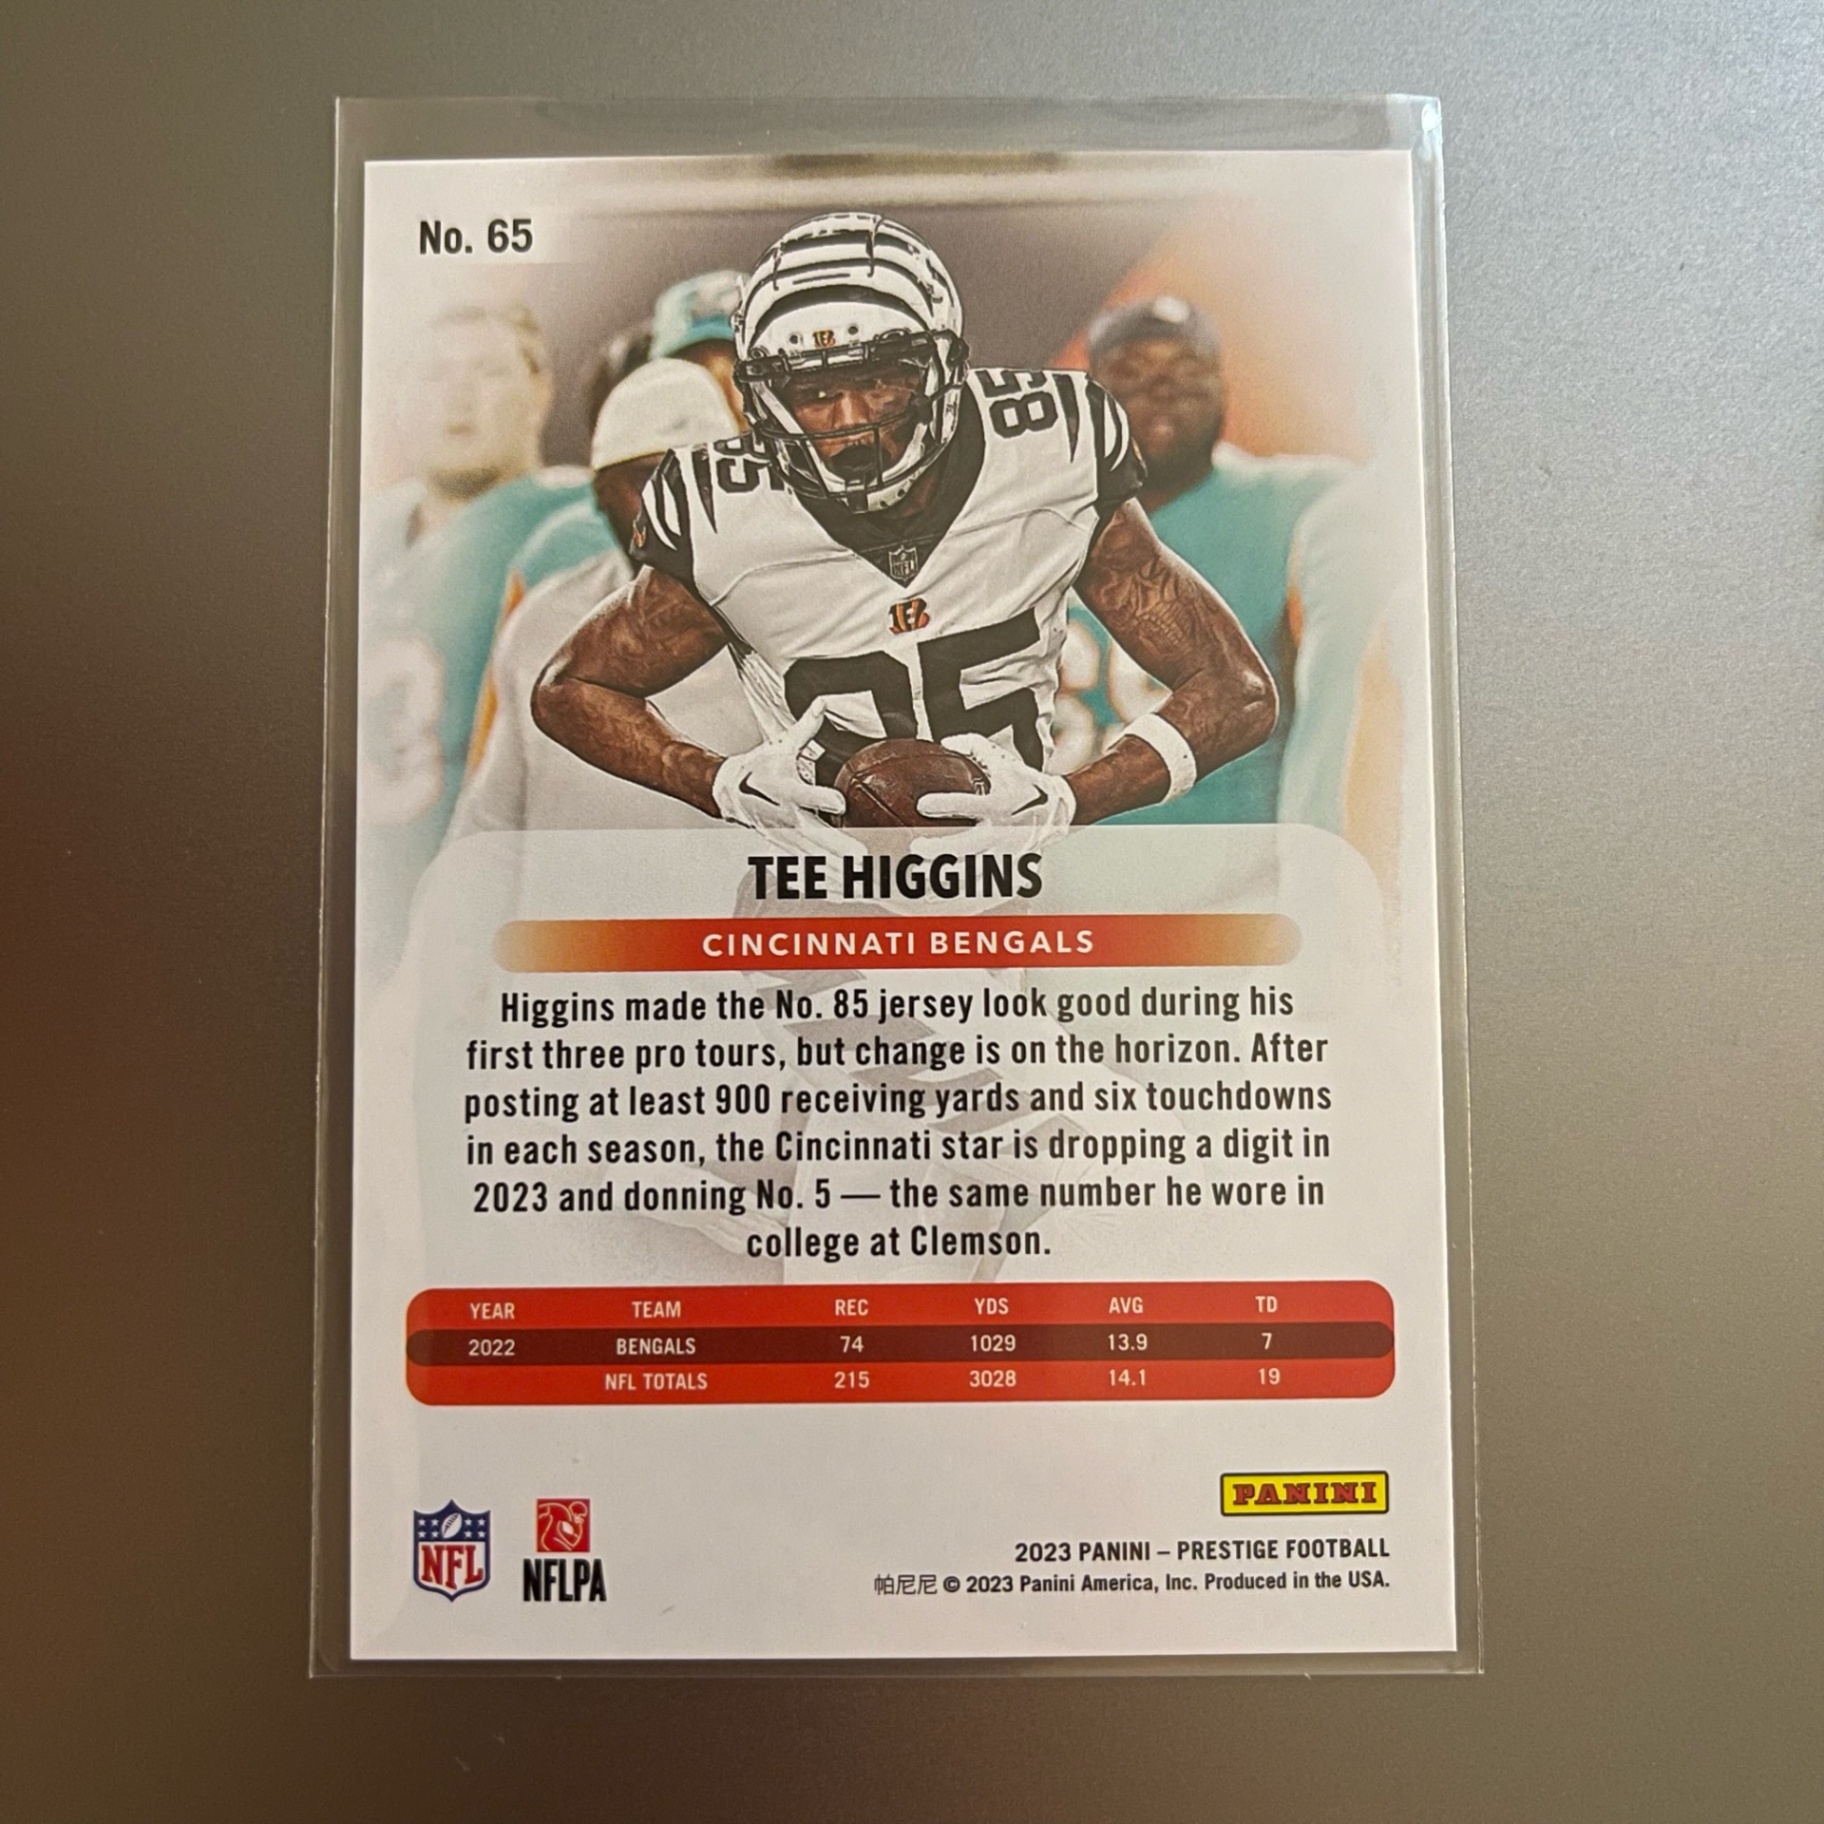 No. 65
85
85
NFL
85
TEE HIGGINS
CINCINNATI BENGALS
Higgins made the No. 85 jersey look good during his
first three pro tours, but change is on the horizon. After
posting at least 900 receiving yards and six touchdowns
in each season, the Cincinnati star is dropping a digit in
2023 and donning No. 5 — the same number he wore in
college at Clemson.
YEAR TEAM REC YDS AVG TD
2022 BENGALS 74 1029 13.9 7
NFL TOTALS 215 3028 14.1 19
PANINI
NFL NFLPA
2023 PANINI – PRESTIGE FOOTBALL
帕尼尼 © 2023 Panini America, Inc. Produced in the USA.